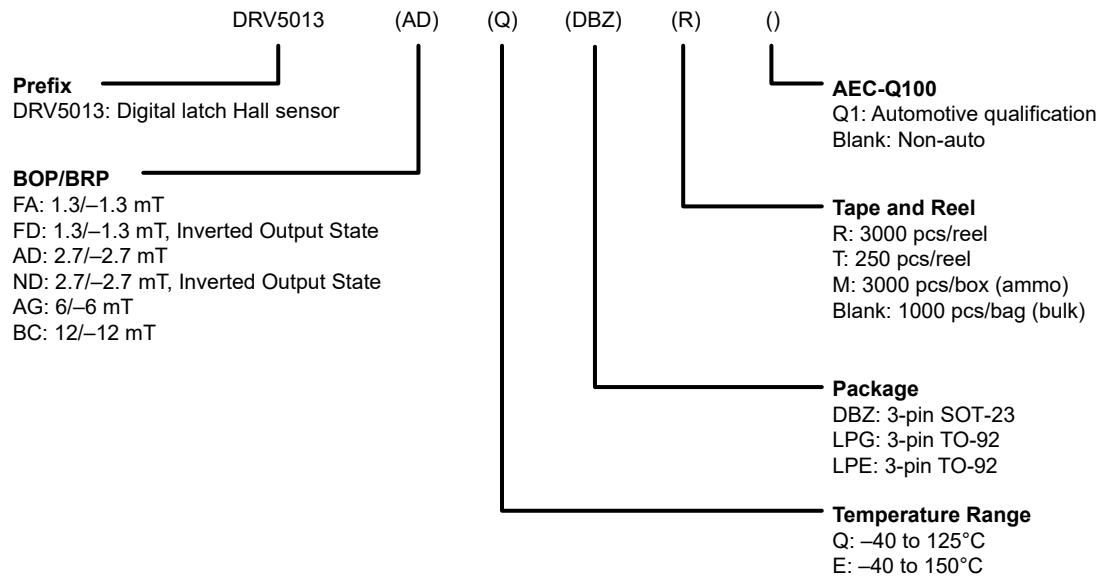 DRV5013 (AD) (Q) (DBZ) (R) ()
Prefix
DRV5013: Digital latch Hall sensor
BOP/BRP
FA: 1.3/–1.3 mT
FD: 1.3/–1.3 mT, Inverted Output State
AD: 2.7/–2.7 mT
ND: 2.7/–2.7 mT, Inverted Output State
AG: 6/–6 mT
BC: 12/–12 mT
AEC-Q100
Q1: Automotive qualification
Blank: Non-auto
Tape and Reel
R: 3000 pcs/reel
T: 250 pcs/reel
M: 3000 pcs/box (ammo)
Blank: 1000 pcs/bag (bulk)
Package
DBZ: 3-pin SOT-23
LPG: 3-pin TO-92
LPE: 3-pin TO-92
Temperature Range
Q: –40 to 125°C
E: –40 to 150°C